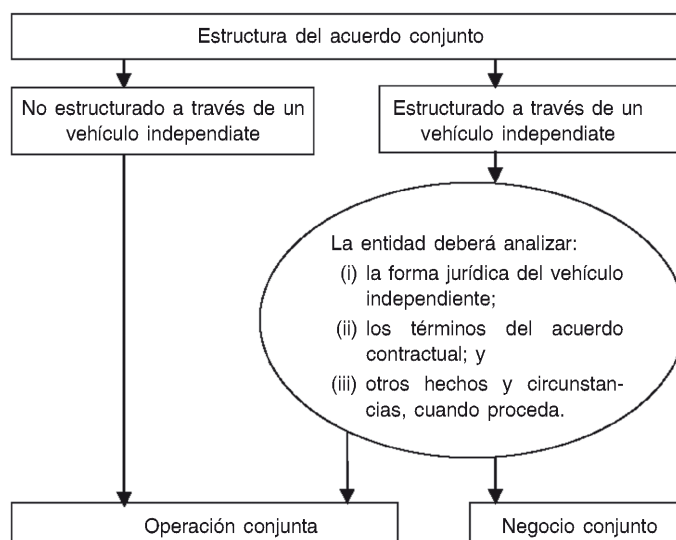 Estructura del acuerdo conjunto
No estructurado a través de un
vehículo independiate
Estructurado a través de un
vehículo independiate
La entidad deberá analizar:
(i) la forma jurídica del vehículo
independiente;
(ii) los términos del acuerdo
contractual; y
(iii) otros hechos y circunstan-
cias, cuando proceda.
Operación conjunta
Negocio conjunto